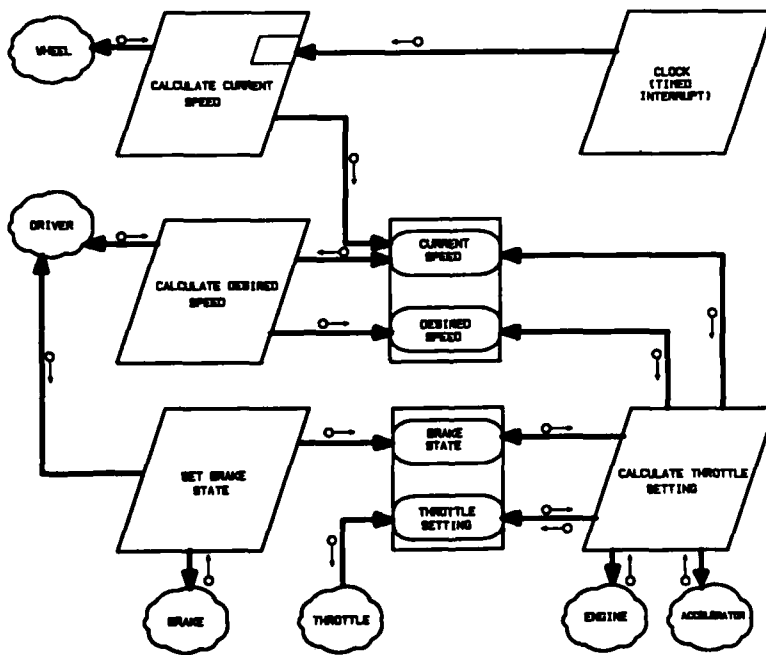 WHEEL
CALCULATE CURRENT
SPEED
CLOCK
(TIMED
INTERRUPT)
DRIVER
CALCULATE DESIRED
SPEED
CURRENT
SPEED
DESIRED
SPEED
SET BRAKE
STATE
BRAKE
STATE
THROTTLE
SETTING
CALCULATE THROTTLE
SETTING
BRAKE
THROTTLE
ENGINE
ACCELERATOR